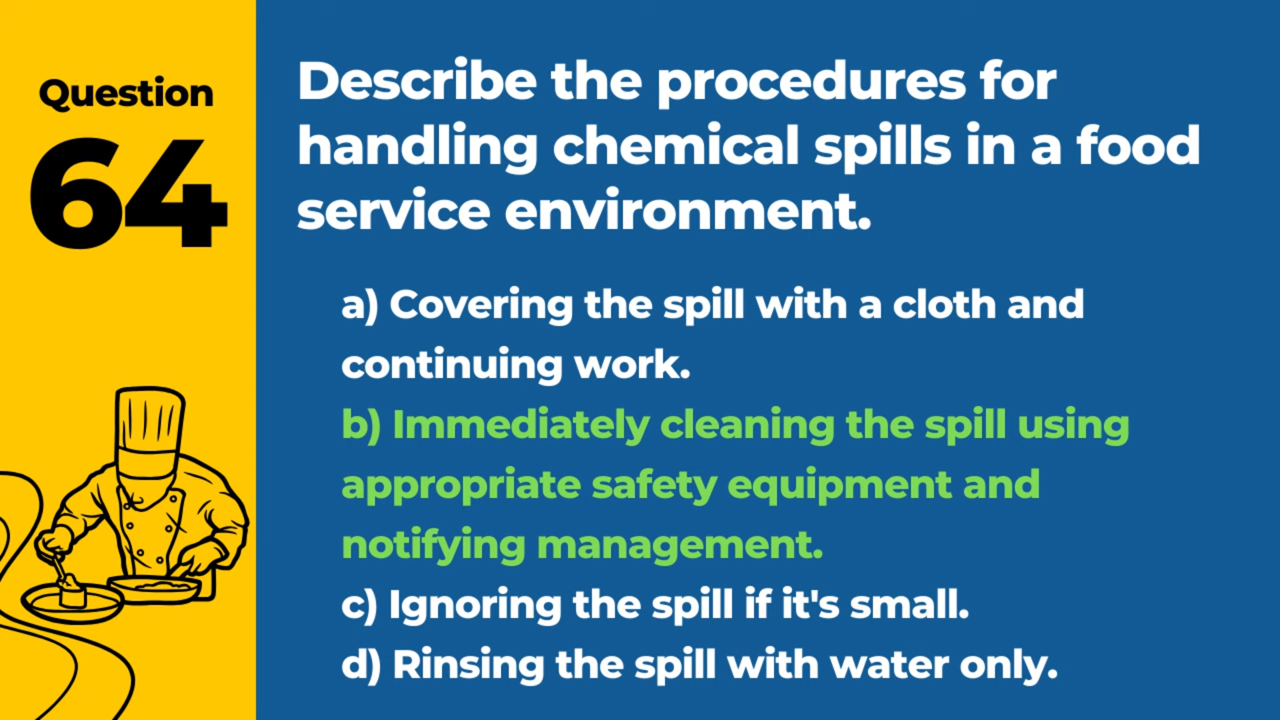 Question
64
Describe the procedures for
handling chemical spills in a food
service environment.
a) Covering the spill with a cloth and
continuing work.
b) Immediately cleaning the spill using
appropriate safety equipment and
notifying management.
c) Ignoring the spill if it's small.
d) Rinsing the spill with water only.